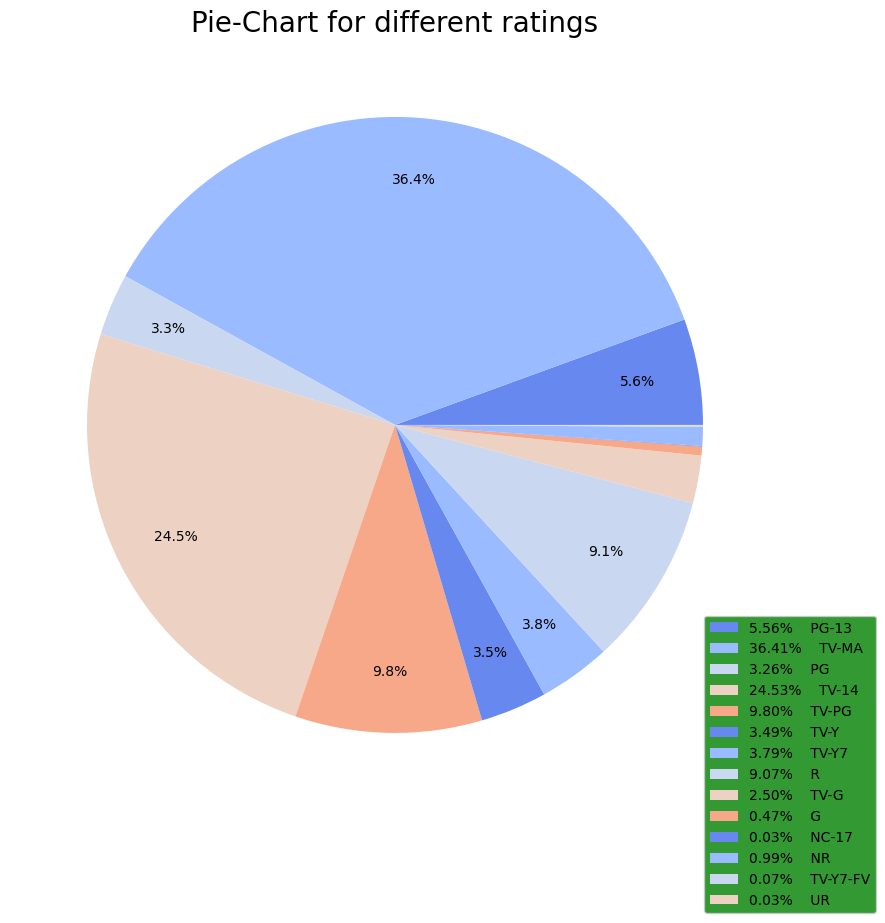 Pie-Chart for different ratings
36.4%
5.6%
3.3%
24.5%
9.1%
3.8%
3.5%
9.8%
5.56% PG-13
36.41% TV-MA
3.26% PG
24.53% TV-14
9.80% TV-PG
3.49% TV-Y
3.79% TV-Y7
9.07% R
2.50% TV-G
0.47% G
0.03% NC-17
0.99% NR
0.07% TV-Y7-FV
0.03% UR